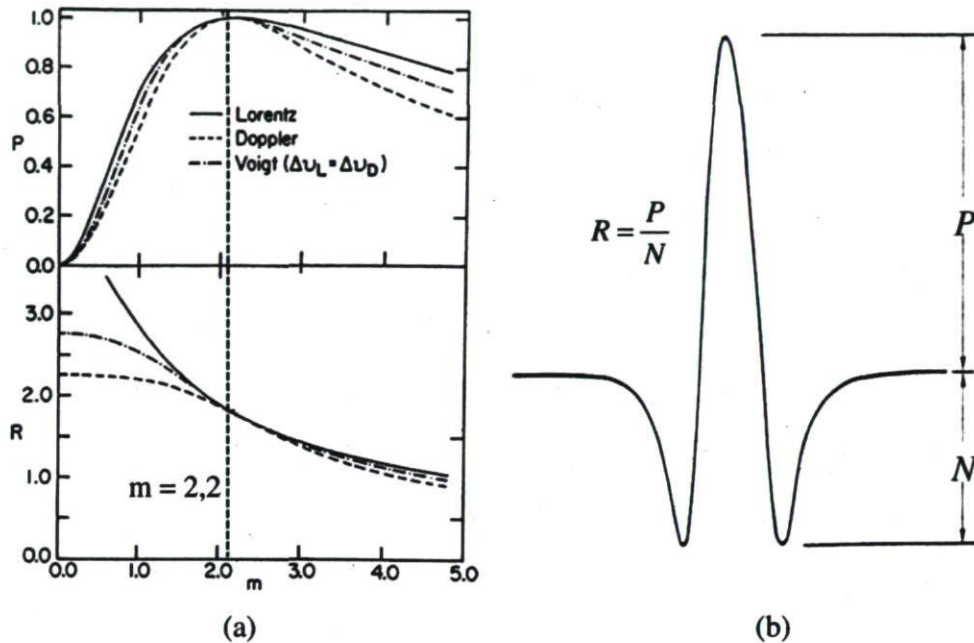 1.0
0.8
0.6
P
0.4
0.2
0.0
Lorentz
Doppler
Voigt (Δυ_L = Δυ_D)
3.0
2.0
R
1.0
0.0
m = 2,2
0.0 1.0 2.0 3.0 4.0 5.0
m
(a)
R = P/N
P
N
(b)